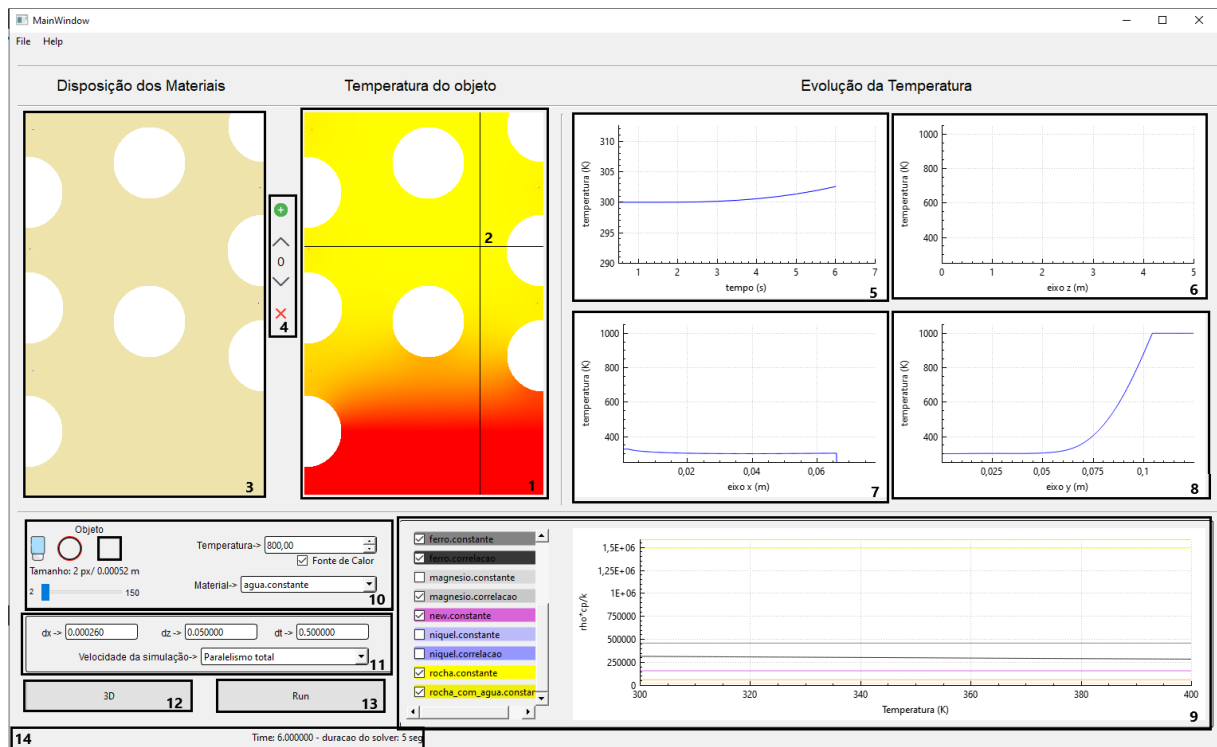 MainWindow
File Help
Disposição dos Materiais
Temperatura do objeto
Evolução da Temperatura
3
0
4
2
1
temperatura (K)
310
305
300
295
290
1 2 3 4 5 6 7
tempo (s)
5
temperatura (K)
1000
800
600
400
0 1 2 3 4 5
eixo z (m)
6
temperatura (K)
1000
800
600
400
0,02 0,04 0,06
eixo x (m)
7
temperatura (K)
1000
800
600
400
0,025 0,05 0,075 0,1
eixo y (m)
8
Objeto
Tamanho: 2 px/ 0.00052 m
2 150
Temperatura-> 800,00
Fonte de Calor
Material-> agua.constante
10
dx -> 0.000260 dz -> 0.050000 dt -> 0.500000
Velocidade da simulação-> Paralelismo total
11
3D
12
Run
13
14
Time: 6.000000 - duracao do solver: 5 seg
ferro.constante
ferro.correlacao
magnesio.constante
magnesio.correlacao
new.constante
niquel.constante
niquel.correlacao
rocha.constante
rocha_com_agua.constar
rho*cp/k
1,5E+06
1,25E+06
1E+06
750000
500000
250000
0
300 320 340 360 380 400
Temperatura (K)
9